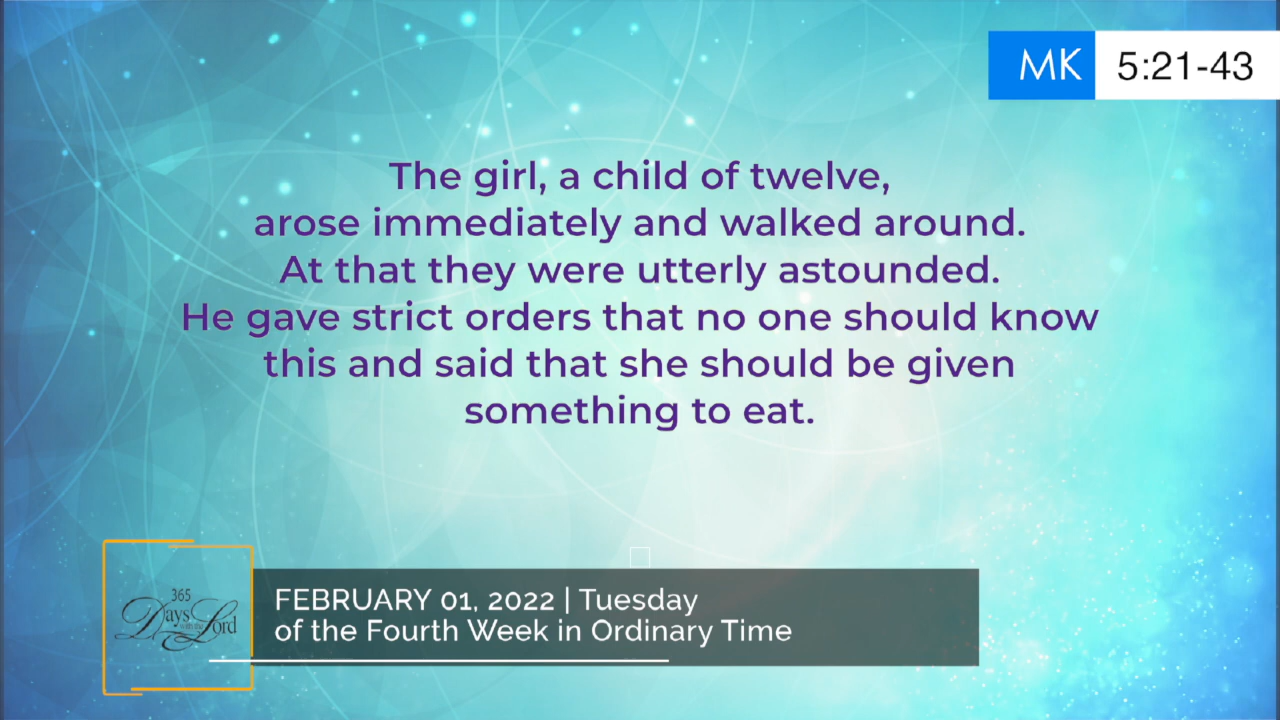 MK 5:21-43
The girl, a child of twelve,
arose immediately and walked around.
At that they were utterly astounded.
He gave strict orders that no one should know
this and said that she should be given
something to eat.
365
Days with the Lord
FEBRUARY 01, 2022 | Tuesday
of the Fourth Week in Ordinary Time